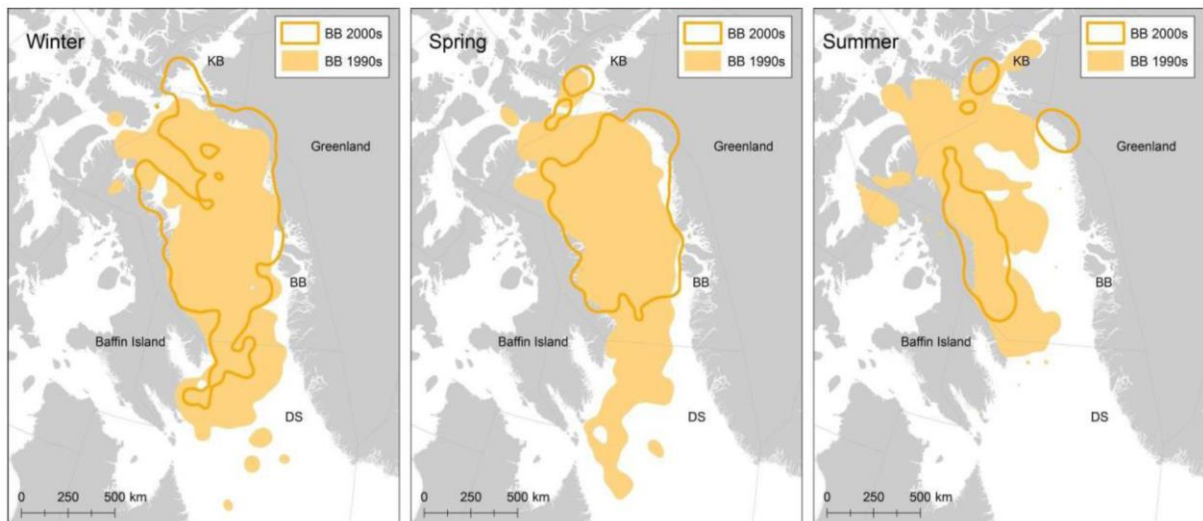 Winter
BB 2000s
BB 1990s
KB
Greenland
BB
Baffin Island
DS
0 250 500 km
Spring
BB 2000s
BB 1990s
KB
Greenland
BB
Baffin Island
DS
0 250 500 km
Summer
BB 2000s
BB 1990s
KB
Greenland
BB
Baffin Island
DS
0 250 500 km